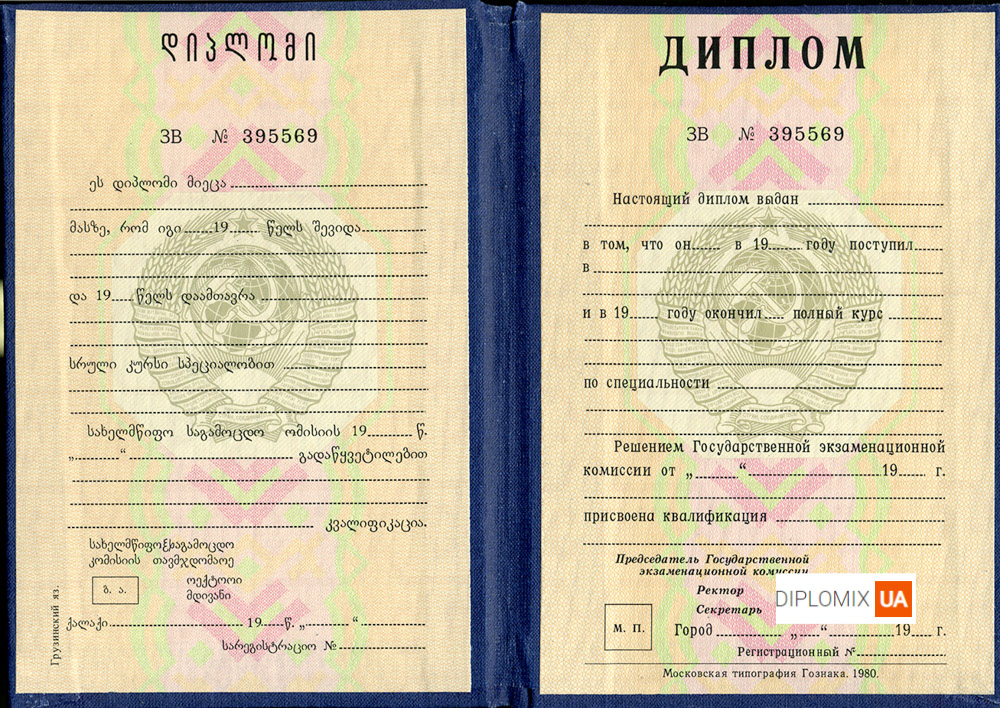 დიპლომი
ЗВ № 395569
ეს დიპლომი მიეცა
მასზე, რომ იგი 19 წელს შევიდა
და 19 წელს დაამთავრა
სრული კურსი სპეციალობით
სახელმწიფო საგამოცდო ომისიის 19 წ.
„ “ გადაწყვეტილებით
კვალიფიკაცია.
სახელმწიფო საგამოცდო
კომისიის თავმჯდომარე
რექტორი
მდივანი
ბ. ა.
ქალაქი 19 წ. „ “
სარეგისტრაციო №
Грузинский яз.
ДИПЛОМ
ЗВ № 395569
Настоящий диплом выдан
в том, что он в 19 году поступил
в
и в 19 году окончил полный курс
по специальности
Решением Государственной экзаменационной
комиссии от „ “ 19 г.
присвоена квалификация
Председатель Государственной
экзаменационной комиссии
Ректор
Секретарь
DIPLOMIX UA
М. П.
Город „ “ 19 г.
Регистрационный №
Московская типография Гознака. 1980.